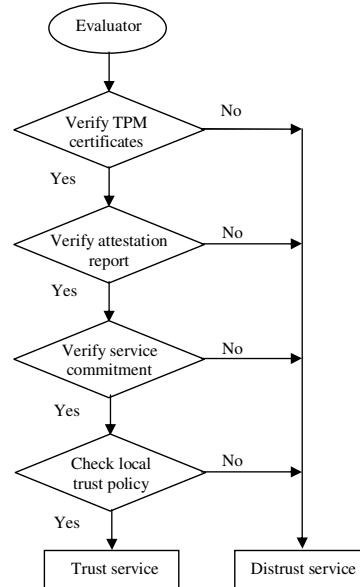 Evaluator
Verify TPM
certificates
No
Yes
Verify attestation
report
No
Yes
Verify service
commitment
No
Yes
Check local
trust policy
No
Yes
Trust service
Distrust service